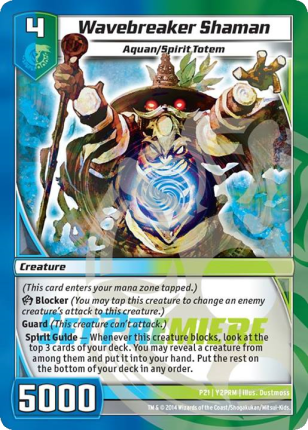 4
Wavebreaker Shaman
Aquan/Spirit Totem
Creature
(This card enters your mana zone tapped.)
Blocker (You may tap this creature to change an enemy
creature's attack to this creature.)
Guard (This creature can't attack.)
Spirit Guide — Whenever this creature blocks, look at the
top 3 cards of your deck. You may reveal a creature from
among them and put it into your hand. Put the rest on
the bottom of your deck in any order.
5000
P21 | Y2PRM | Illus. Dustmoss
TM & © 2014 Wizards of the Coast/Shogakukan/Mitsui-Kids.